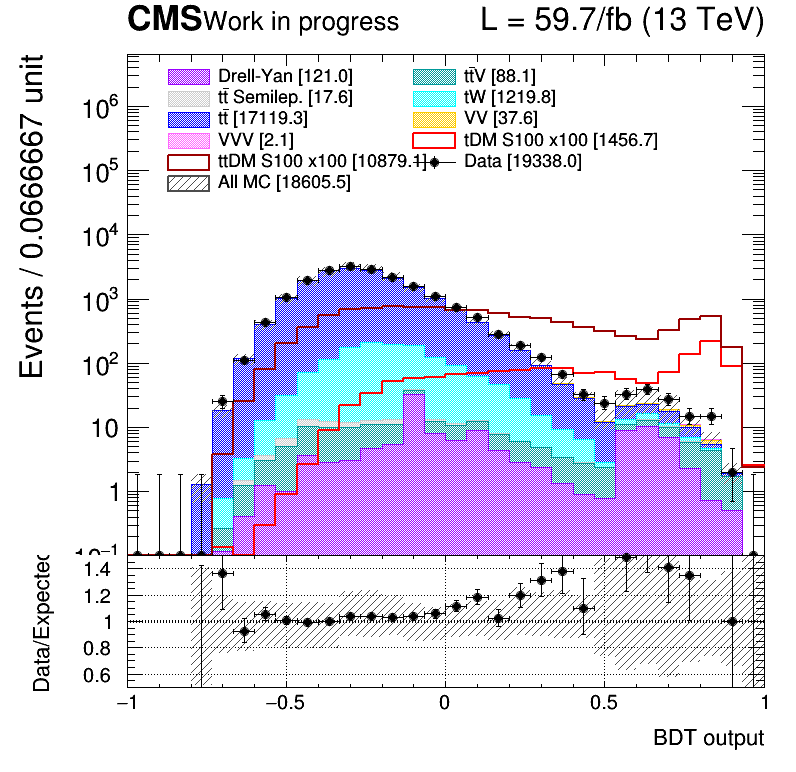 CMS Work in progress L = 59.7/fb (13 TeV)
Events / 0.0666667 unit
Drell-Yan [121.0] tt̄V [88.1]
tt̄ Semilep. [17.6] tW [1219.8]
tt̄ [17119.3] VV [37.6]
VVV [2.1] tDM S100 x100 [1456.7]
ttDM S100 x100 [10879.1] Data [19338.0]
All MC [18605.5]
10⁶
10⁵
10⁴
10³
10²
10
1
10⁻¹
Data/Expected
1.4
1.2
1
0.8
0.6
−1 −0.5 0 0.5 1
BDT output